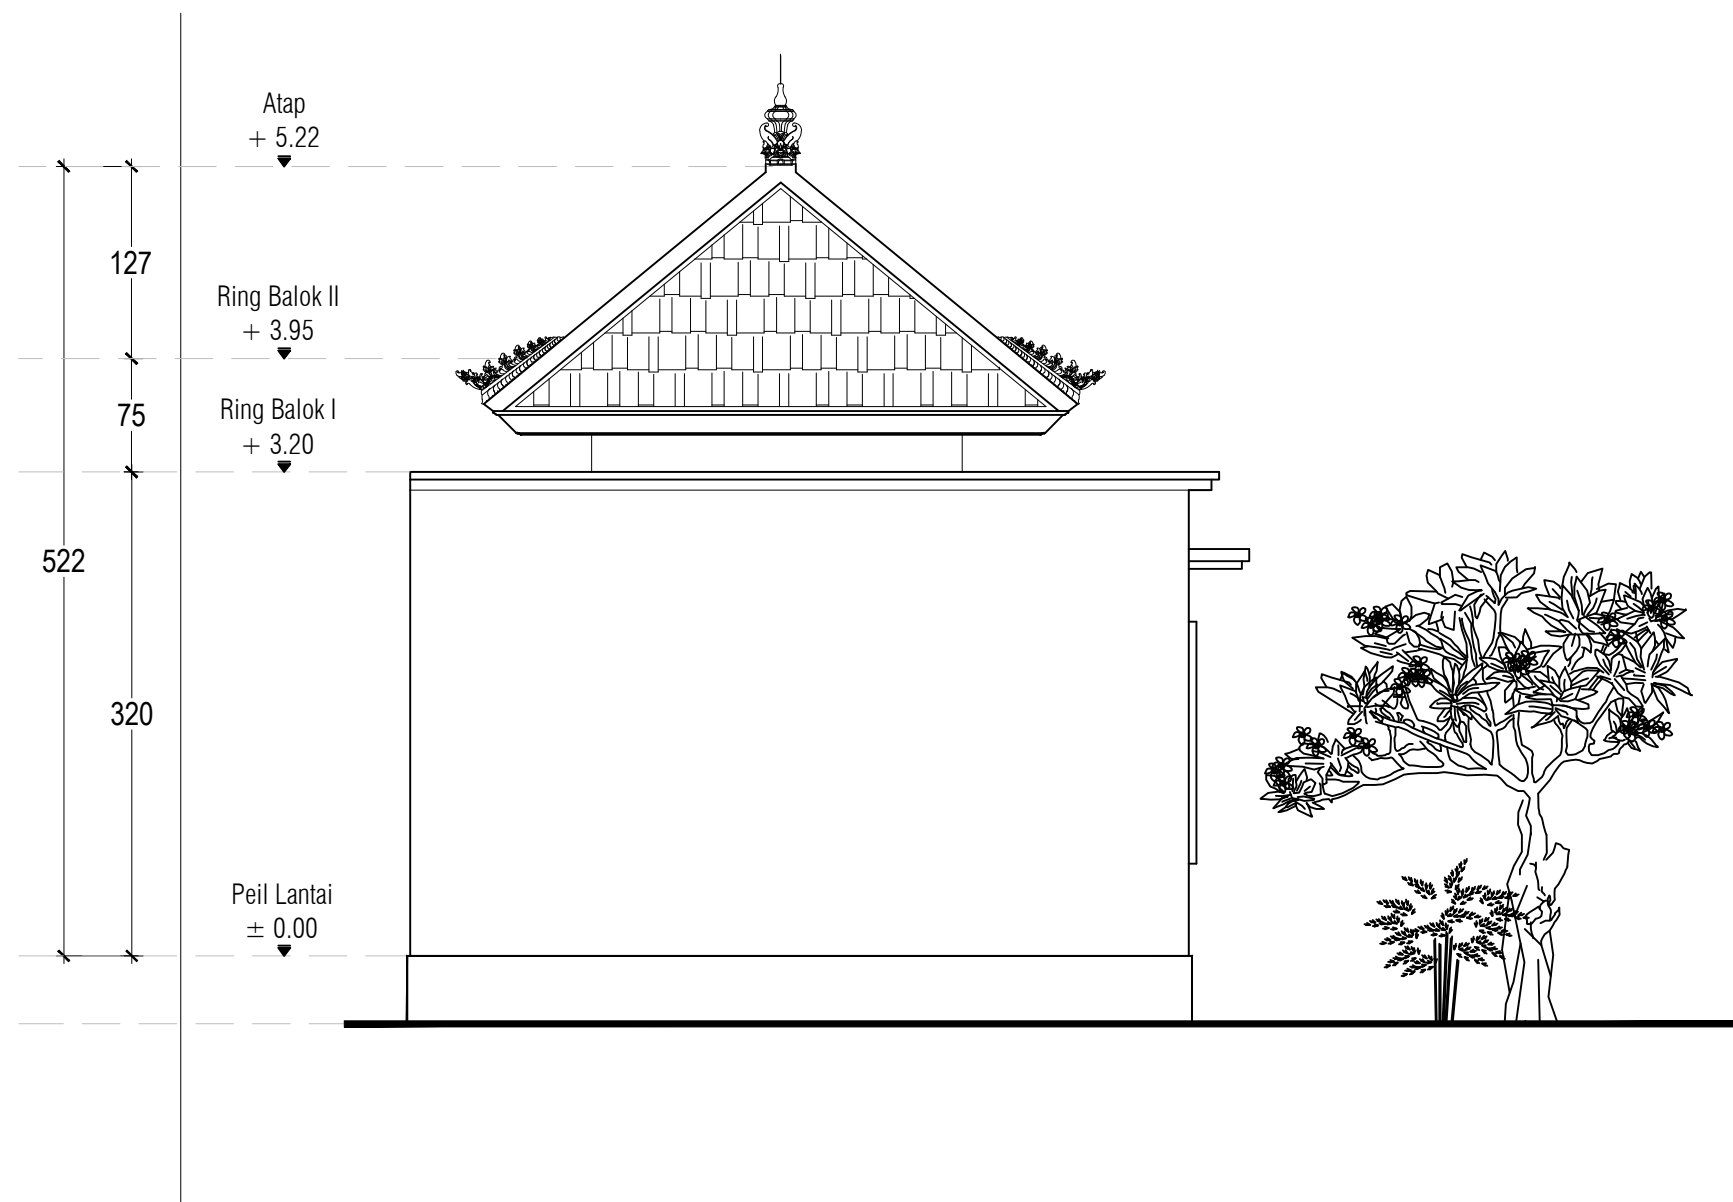 Atap
+ 5.22
127
Ring Balok II
+ 3.95
75
Ring Balok I
+ 3.20
522
320
Peil Lantai
± 0.00